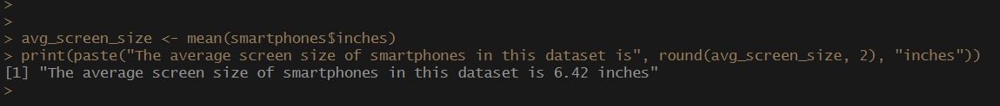 >
>
> avg_screen_size <- mean(smartphones$inches)
> print(paste("The average screen size of smartphones in this dataset is", round(avg_screen_size, 2), "inches"))
[1] "The average screen size of smartphones in this dataset is 6.42 inches"
>